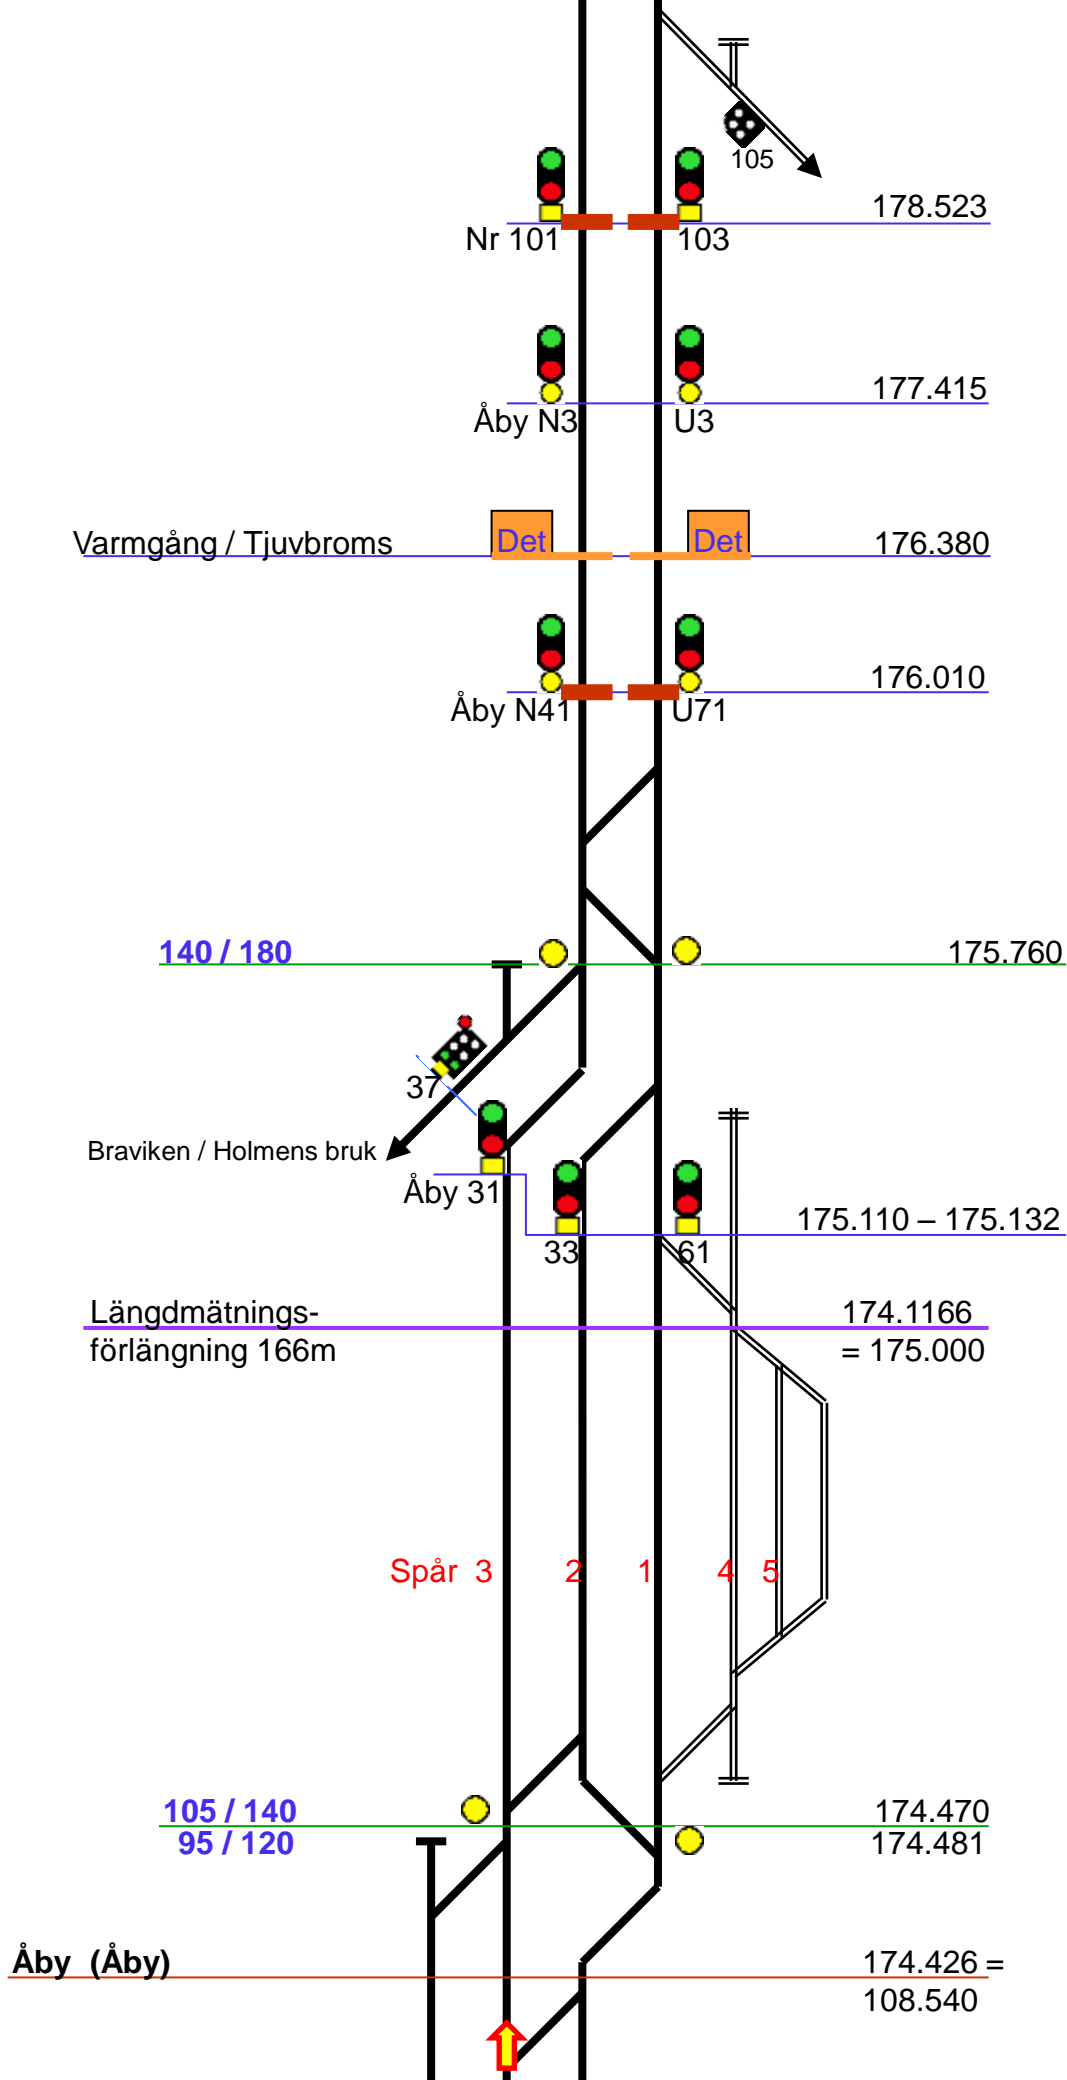 105
178.523
Nr 101 103
177.415
Åby N3 U3
Varmgång / Tjuvbroms Det Det 176.380
176.010
Åby N41 U71
140 / 180 175.760
37
Braviken / Holmens bruk
Åby 31
175.110 – 175.132
33 61
Längdmätnings- 174.1166
förlängning 166m = 175.000
Spår 3 2 1 4 5
105 / 140 174.470
95 / 120 174.481
Åby (Åby) 174.426 =
108.540